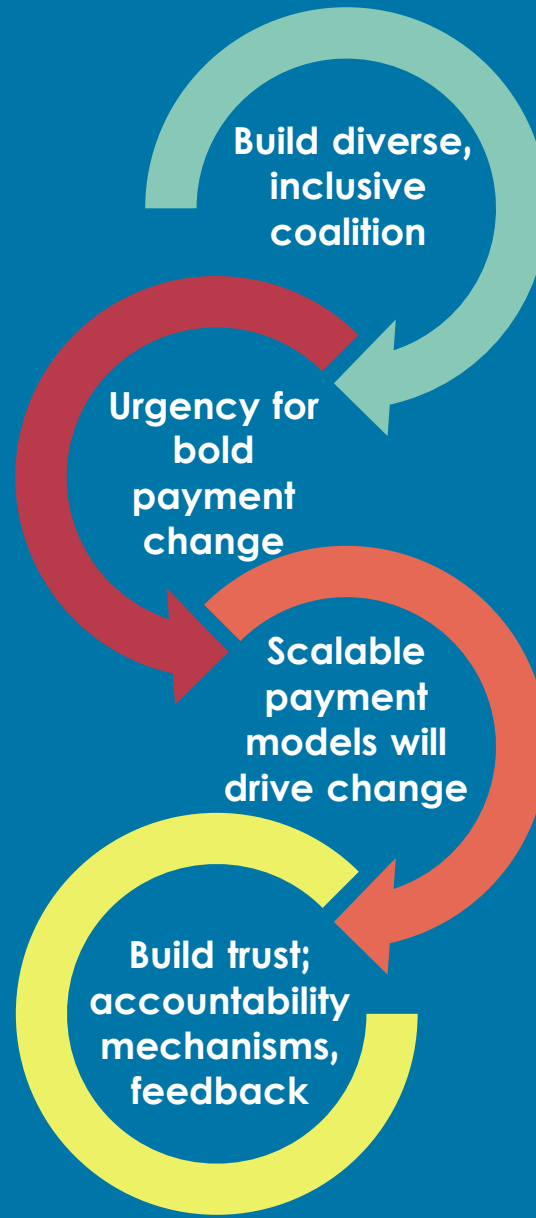 Build diverse,
inclusive
coalition
Urgency for
bold
payment
change
Scalable
payment
models will
drive change
Build trust;
accountability
mechanisms,
feedback